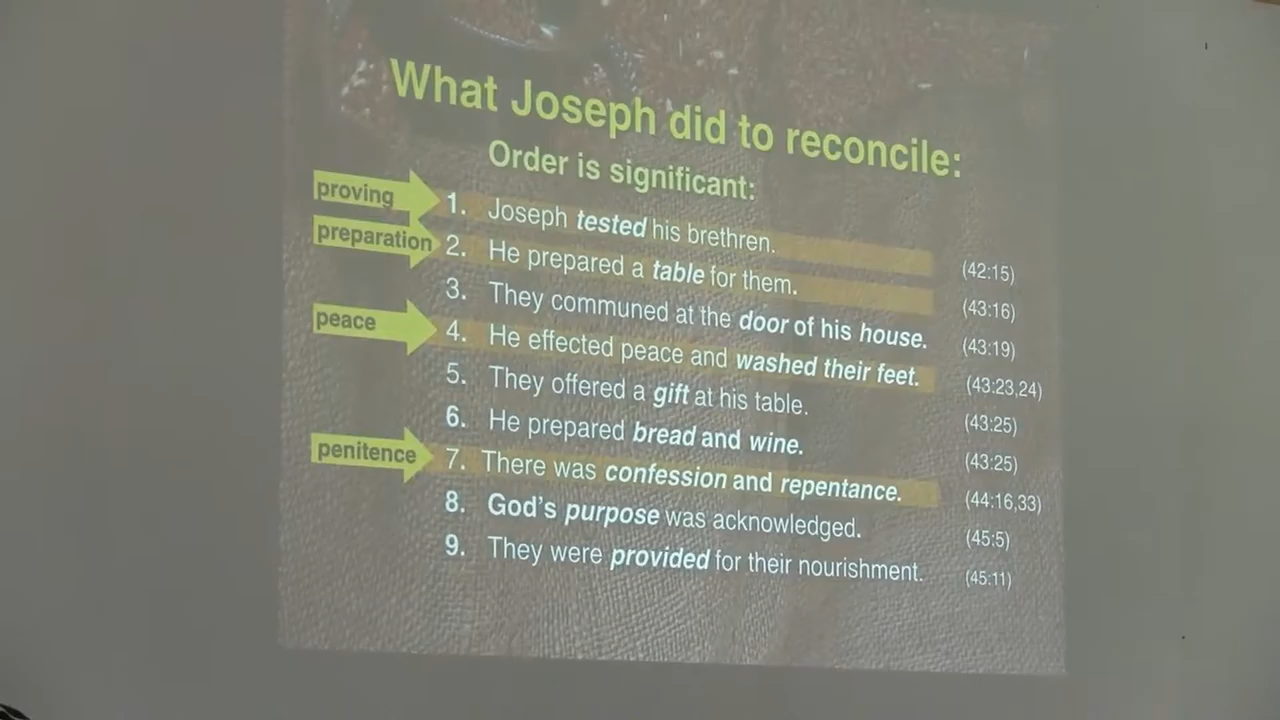 What Joseph did to reconcile:
Order is significant:
proving 1. Joseph tested his brethren. (42:15)
preparation 2. He prepared a table for them. (43:16)
3. They communed at the door of his house. (43:19)
peace 4. He effected peace and washed their feet. (43:23,24)
5. They offered a gift at his table. (43:25)
6. He prepared bread and wine. (43:25)
penitence 7. There was confession and repentance. (44:16,33)
8. God's purpose was acknowledged. (45:5)
9. They were provided for their nourishment. (45:11)